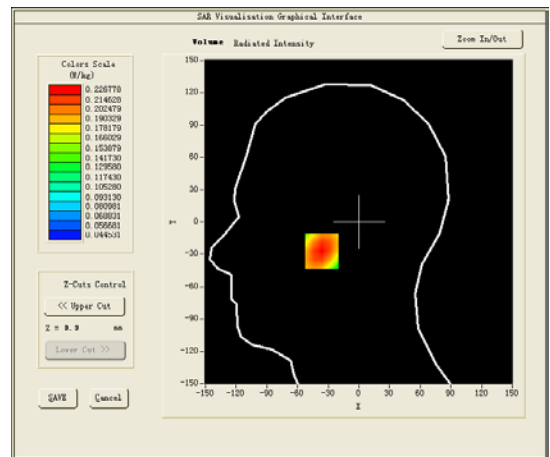 SAR Visualisation Graphical Interface
Volume Radiated Intensity
Zoom In/Out
Colors Scale
(W/kg)
0.226778
0.214628
0.202479
0.190329
0.178179
0.166029
0.153879
0.141730
0.129580
0.117430
0.105280
0.093130
0.080981
0.068831
0.056681
0.044531
Z-Cuts Control
<< Upper Cut
Z = 0.0 mm
Lower Cut >>
SAVE
Cancel
150
120
90
60
30
0
-30
-60
-90
-120
-150
Y
-150 -120 -90 -60 -30 0 30 60 90 120 150
X